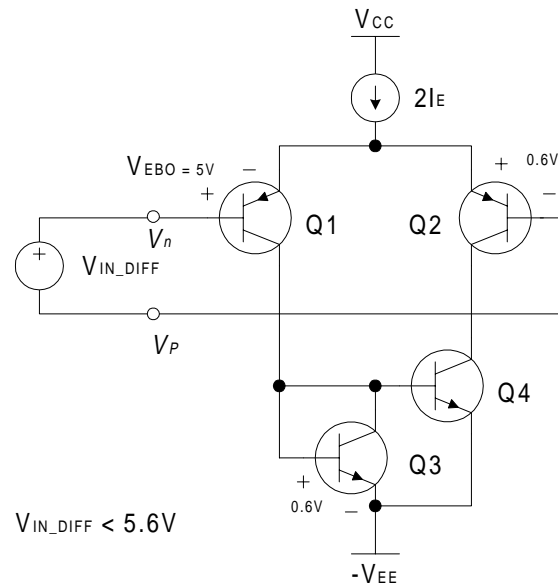 VCC
2IE
VEBO = 5V
+ −
+ 0.6V −
Q1
Q2
Vn
+
VIN_DIFF
VP
Q4
Q3
+ 0.6V −
VIN_DIFF < 5.6V
-VEE